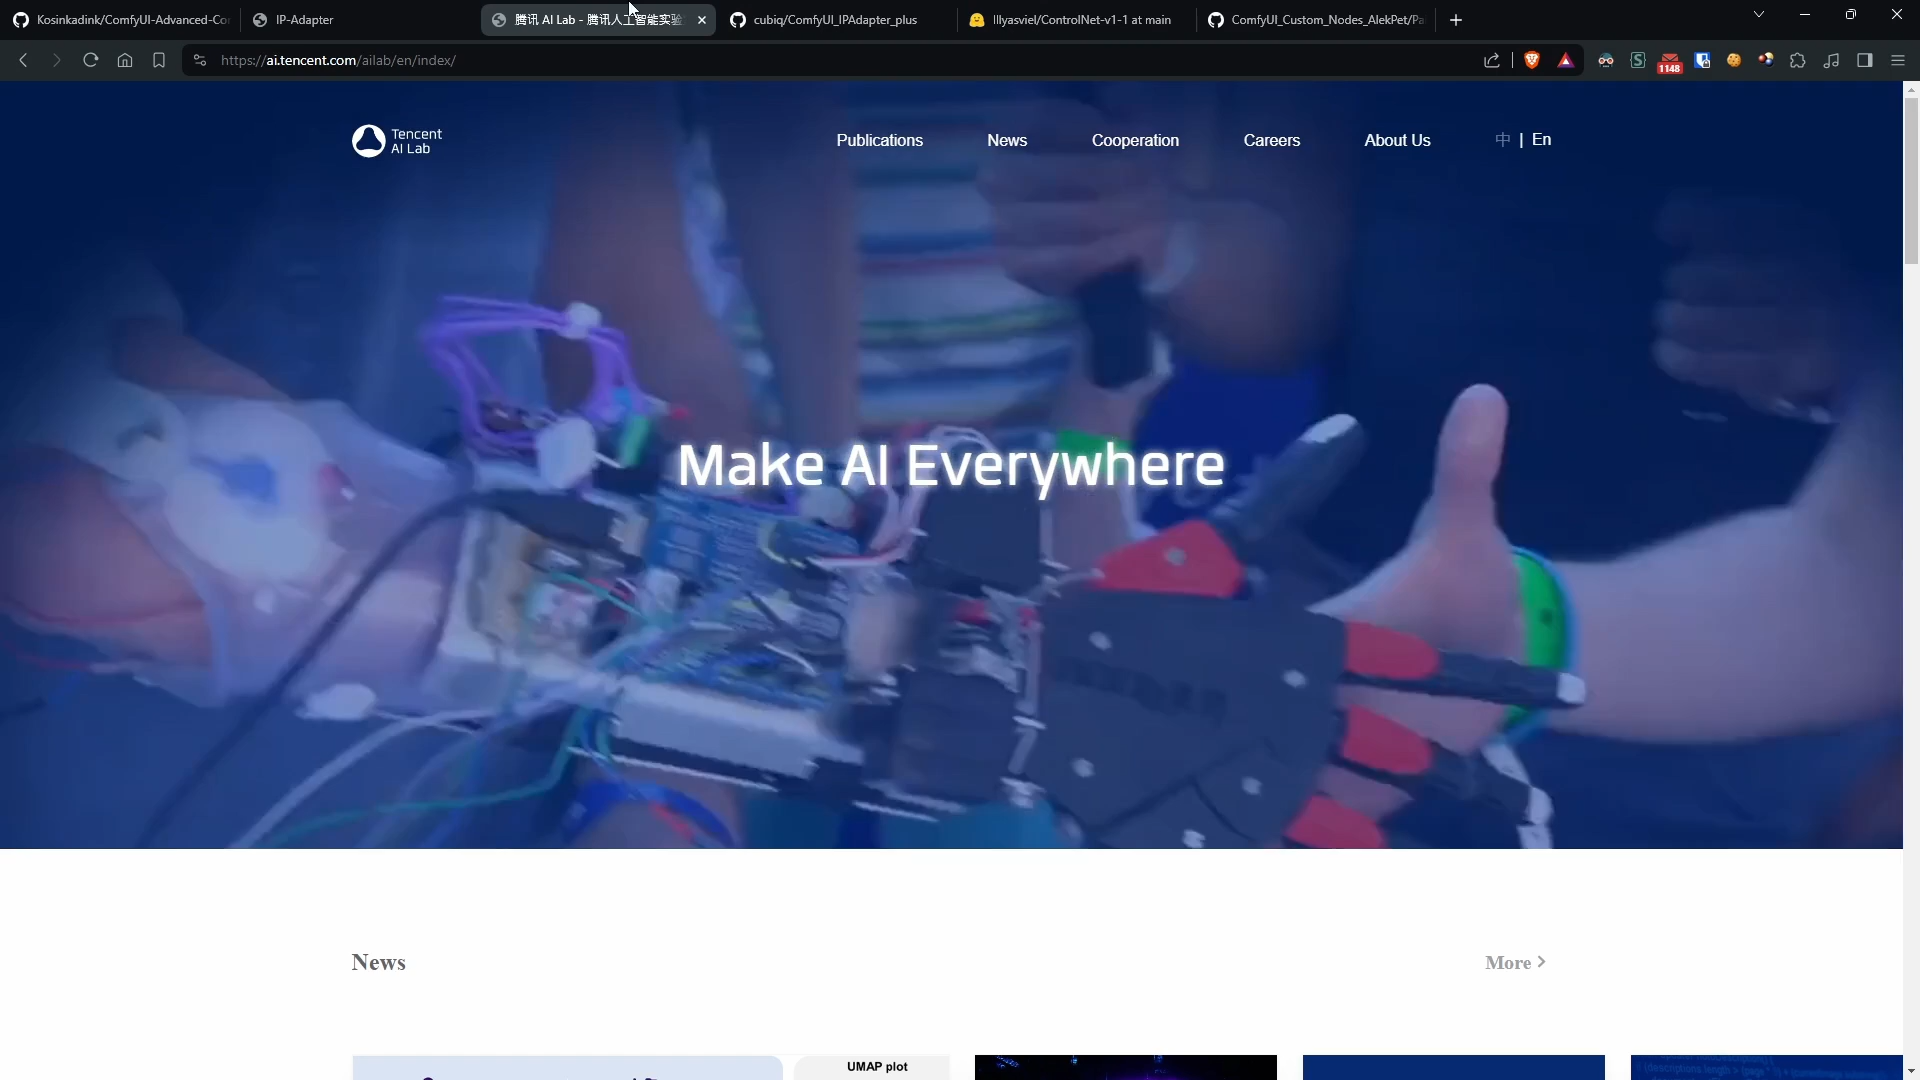 Kosinkadink/ComfyUI-Advanced-Co
IP-Adapter
腾讯 AI Lab - 腾讯人工智能实验
cubiq/ComfyUI_IPAdapter_plus
lllyasviel/ControlNet-v1-1 at main
ComfyUI_Custom_Nodes_AlekPet/Pa
https://ai.tencent.com/ailab/en/index/
1148
Tencent
AI Lab
Publications
News
Cooperation
Careers
About Us
中 | En
Make AI Everywhere
News
More >
UMAP plot